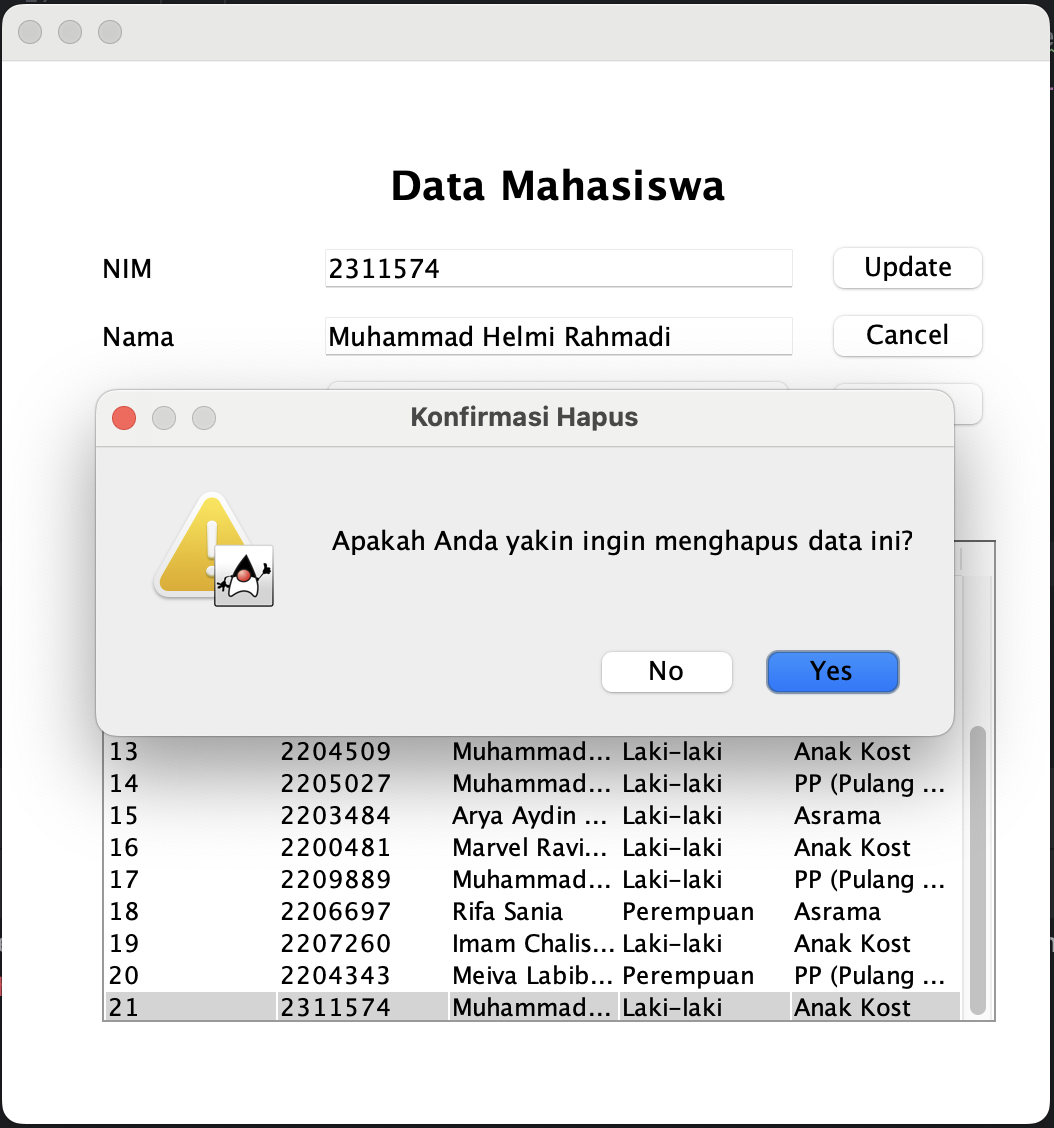 Data Mahasiswa
NIM 2311574 Update
Nama Muhammad Helmi Rahmadi Cancel
Konfirmasi Hapus
Apakah Anda yakin ingin menghapus data ini?
No Yes
13 2204509 Muhammad... Laki-laki Anak Kost
14 2205027 Muhammad... Laki-laki PP (Pulang ...
15 2203484 Arya Aydin ... Laki-laki Asrama
16 2200481 Marvel Ravi... Laki-laki Anak Kost
17 2209889 Muhammad... Laki-laki PP (Pulang ...
18 2206697 Rifa Sania Perempuan Asrama
19 2207260 Imam Chalis... Laki-laki Anak Kost
20 2204343 Meiva Labib... Perempuan PP (Pulang ...
21 2311574 Muhammad... Laki-laki Anak Kost